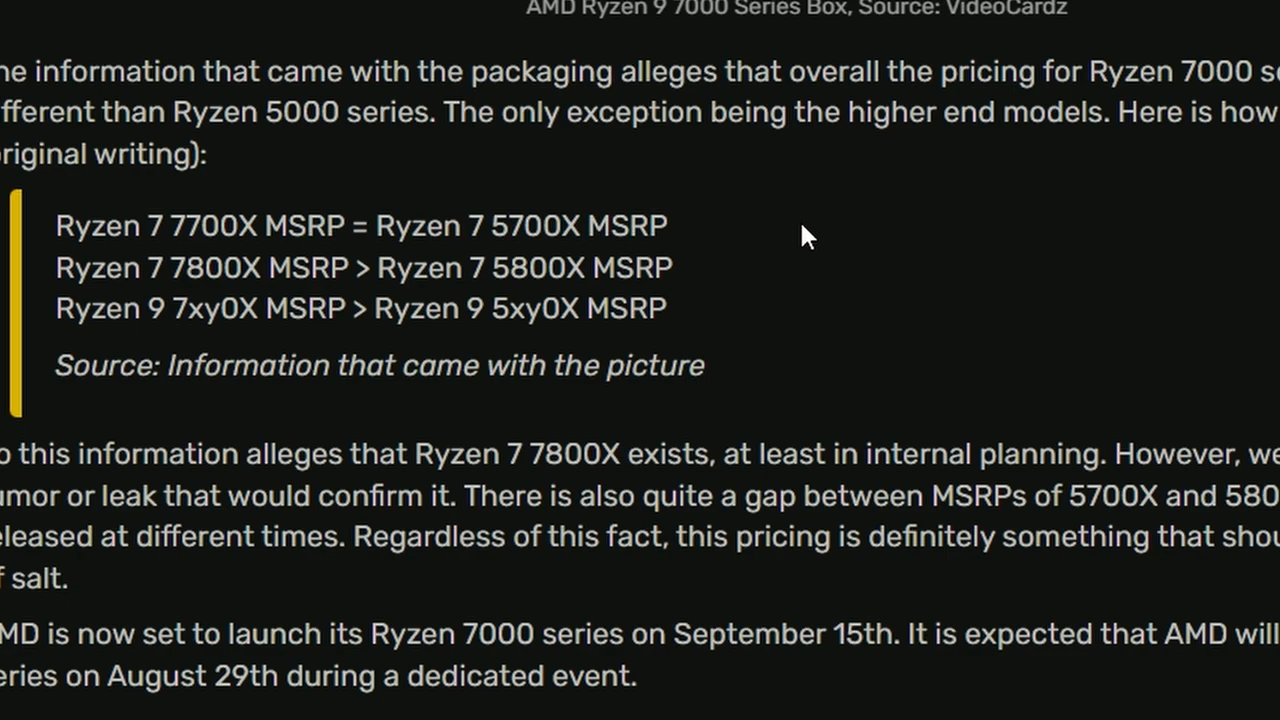 AMD Ryzen 9 7000 Series Box, Source: VideoCardz
he information that came with the packaging alleges that overall the pricing for Ryzen 7000 s
fferent than Ryzen 5000 series. The only exception being the higher end models. Here is how
original writing):
Ryzen 7 7700X MSRP = Ryzen 7 5700X MSRP
Ryzen 7 7800X MSRP > Ryzen 7 5800X MSRP
Ryzen 9 7xy0X MSRP > Ryzen 9 5xy0X MSRP
Source: Information that came with the picture
o this information alleges that Ryzen 7 7800X exists, at least in internal planning. However, we
umor or leak that would confirm it. There is also quite a gap between MSRPs of 5700X and 580
eleased at different times. Regardless of this fact, this pricing is definitely something that shou
f salt.
MD is now set to launch its Ryzen 7000 series on September 15th. It is expected that AMD will
eries on August 29th during a dedicated event.